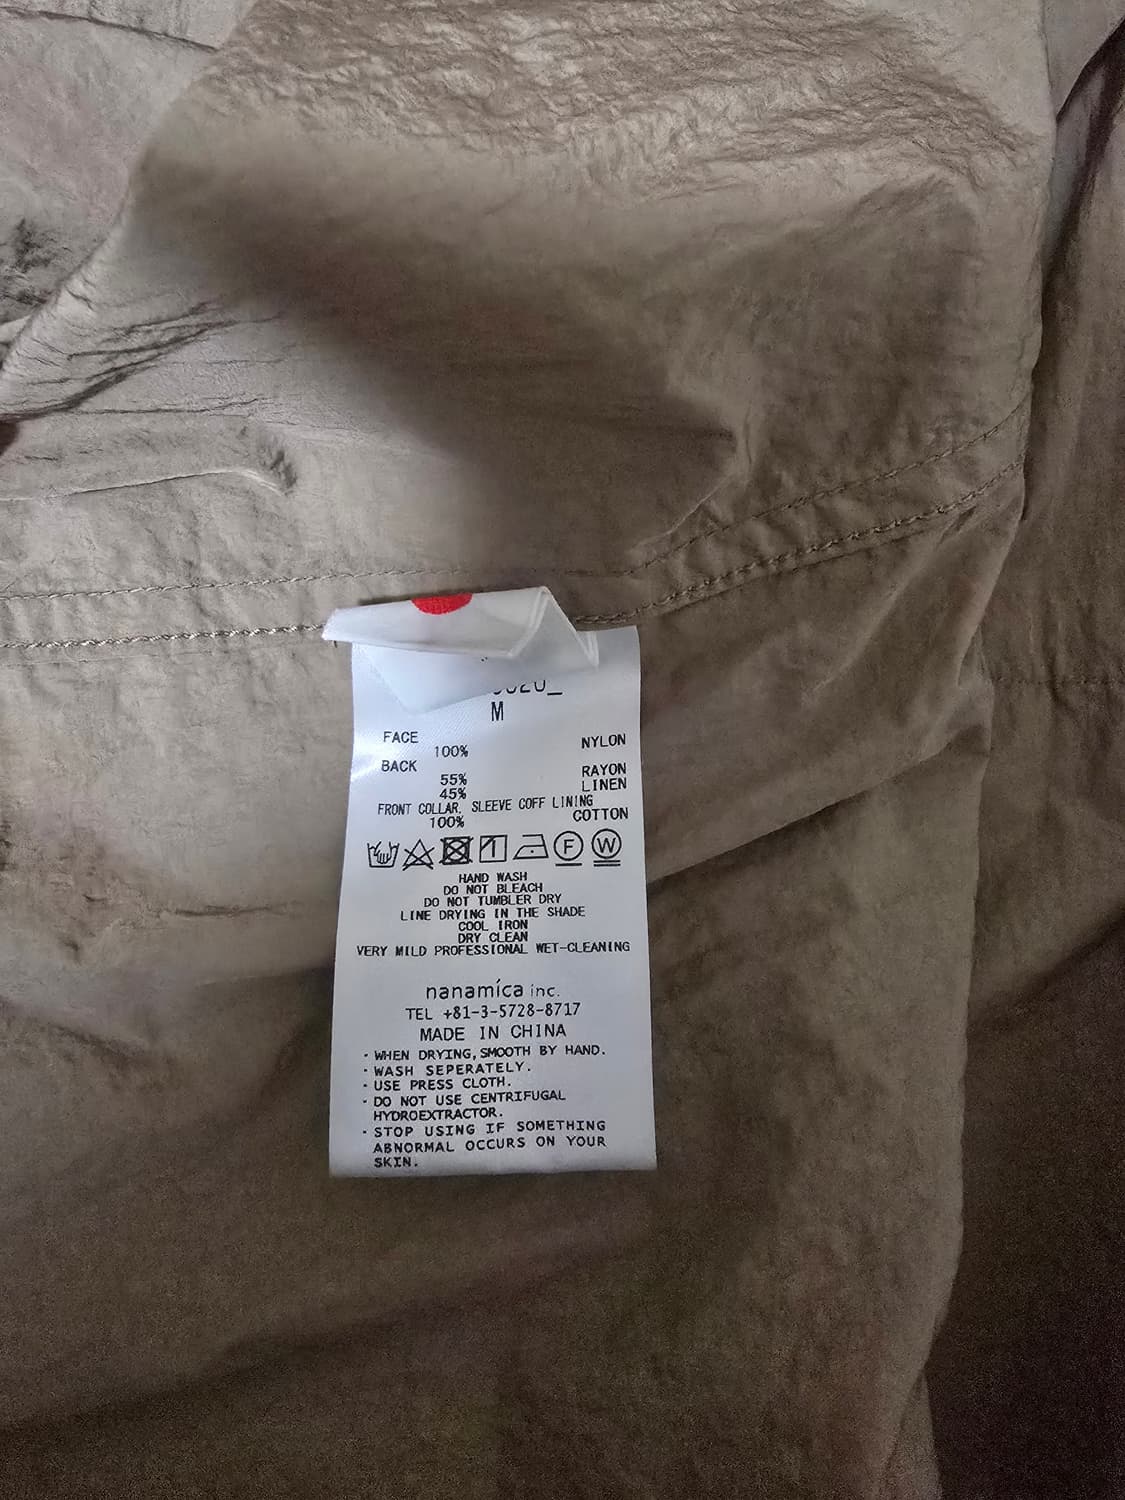 M
FACE
100% NYLON
BACK
55% RAYON
45% LINEN
FRONT COLLAR, SLEEVE COFF LINING
100% COTTON
F W
HAND WASH
DO NOT BLEACH
DO NOT TUMBLER DRY
LINE DRYING IN THE SHADE
COOL IRON
DRY CLEAN
VERY MILD PROFESSIONAL WET-CLEANING
nanamica inc.
TEL +81-3-5728-8717
MADE IN CHINA
・WHEN DRYING,SMOOTH BY HAND.
・WASH SEPERATELY.
・USE PRESS CLOTH.
・DO NOT USE CENTRIFUGAL
HYDROEXTRACTOR.
・STOP USING IF SOMETHING
ABNORMAL OCCURS ON YOUR
SKIN.